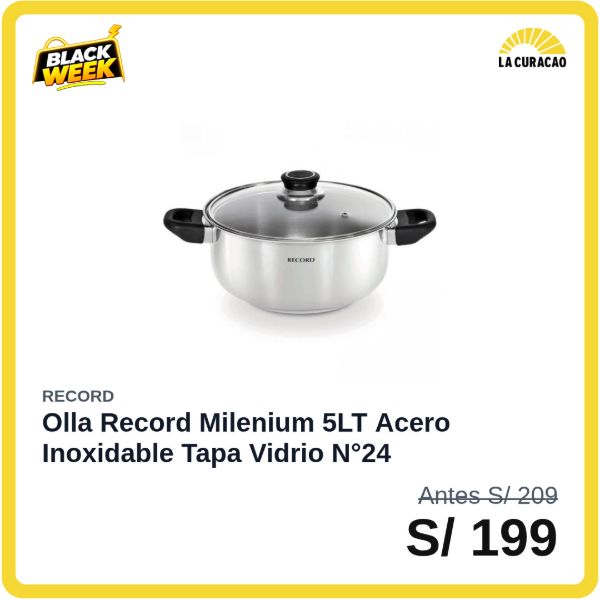 BLACK
WEEK
LA CURACAO
RECORD
RECORD
Olla Record Milenium 5LT Acero
Inoxidable Tapa Vidrio N°24
Antes S/ 209
S/ 199